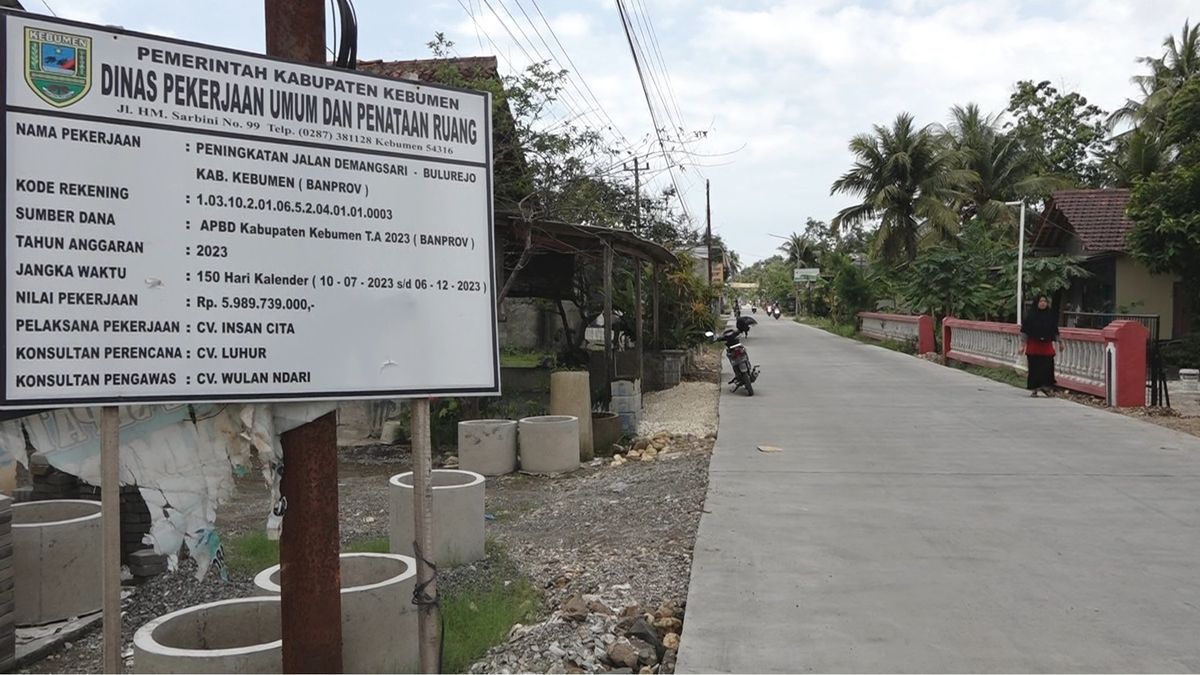 KEBUMEN
PEMERINTAH KABUPATEN KEBUMEN
DINAS PEKERJAAN UMUM DAN PENATAAN RUANG
Jl. HM. Sarbini No. 99 Telp. (0287) 381128 Kebumen 54316
NAMA PEKERJAAN : PENINGKATAN JALAN DEMANGSARI - BULUREJO
KAB. KEBUMEN ( BANPROV )
KODE REKENING : 1.03.10.2.01.06.5.2.04.01.01.0003
SUMBER DANA : APBD Kabupaten Kebumen T.A 2023 ( BANPROV )
TAHUN ANGGARAN : 2023
JANGKA WAKTU : 150 Hari Kalender ( 10 - 07 - 2023 s/d 06 - 12 - 2023 )
NILAI PEKERJAAN : Rp. 5.989.739.000,-
PELAKSANA PEKERJAAN : CV. INSAN CITA
KONSULTAN PERENCANA : CV. LUHUR
KONSULTAN PENGAWAS : CV. WULAN NDARI